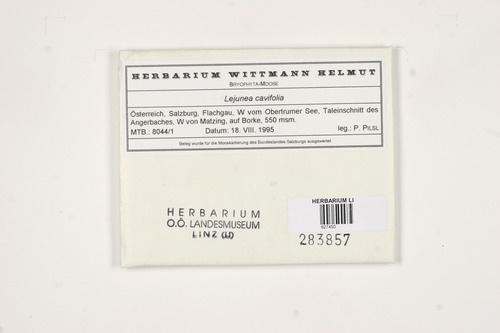 HERBARIUM WITTMANN HELMUT
BRYOPHYTA-MOOSE
Lejunea cavifolia
Österreich, Salzburg, Flachgau, W vom Obertrumer See, Taleinschnitt des
Angerbaches, W von Matzing, auf Borke, 550 msm.
MTB.: 8044/1 Datum: 18. VIII. 1995 leg.: P. PILSL
Beleg wurde für die Mooskartierung des Bundeslandes Salzburgs ausgewertet
HERBARIUM
O.Ö. LANDESMUSEUM
LINZ (LI)
HERBARIUM LI
627450
283857